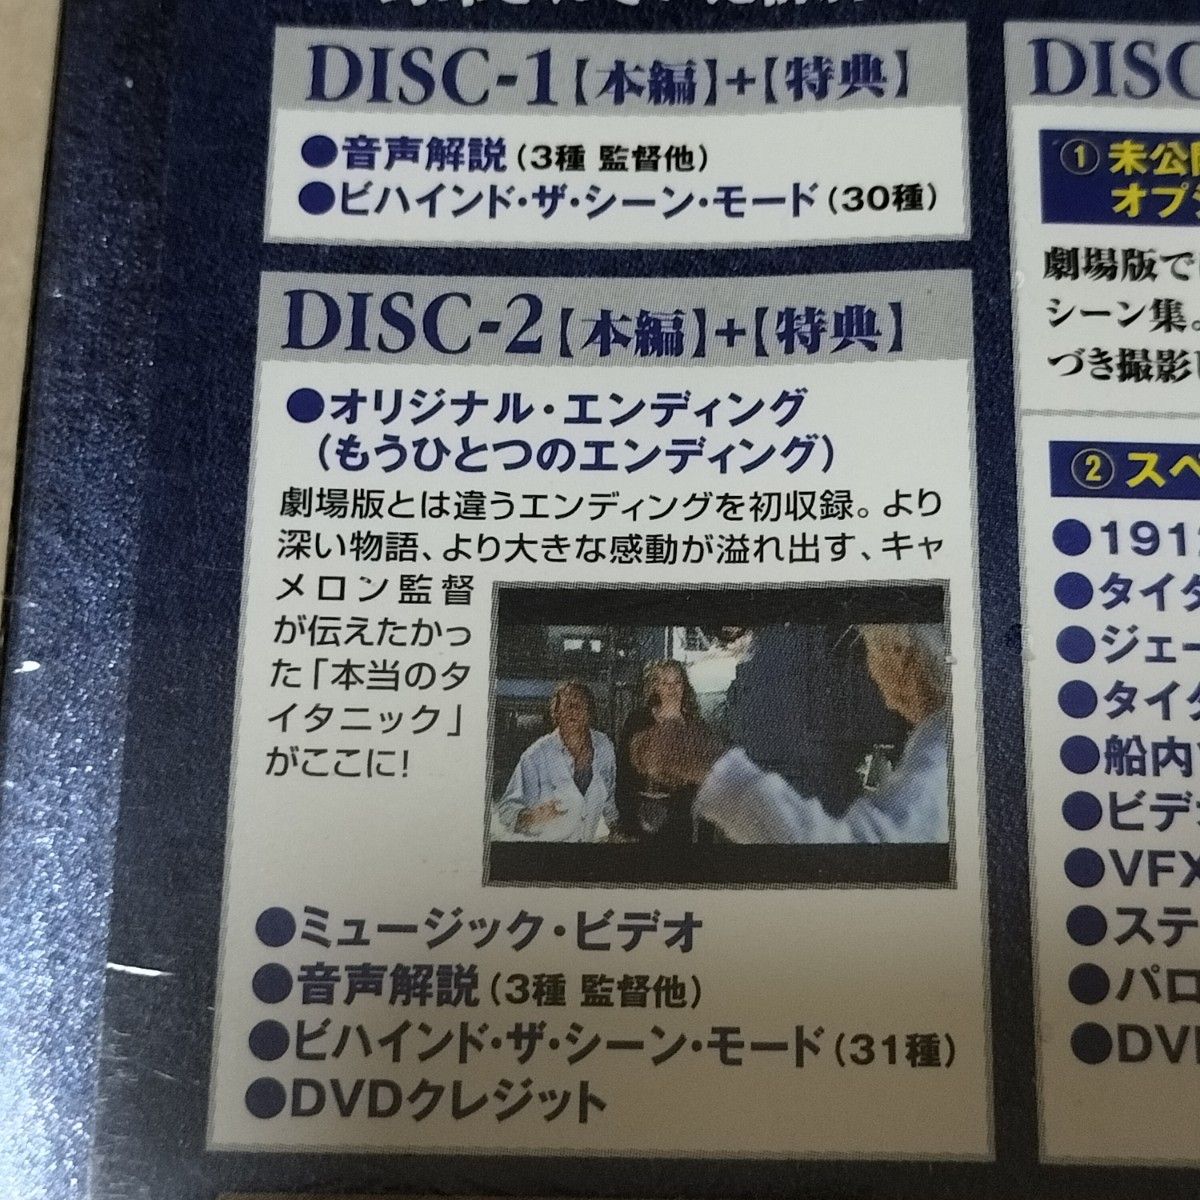 DISC-1【本編】+【特典】
●音声解説(3種 監督他)
●ビハインド・ザ・シーン・モード(30種)
DISC-2【本編】+【特典】
●オリジナル・エンディング
(もうひとつのエンディング)
劇場版とは違うエンディングを初収録。より
深い物語、より大きな感動が溢れ出す、キャ
メロン監督
が伝えたかっ
た「本当のタ
イタニック」
がここに!
●ミュージック・ビデオ
●音声解説(3種 監督他)
●ビハインド・ザ・シーン・モード(31種)
●DVDクレジット
DISC
① 未公開
オプ
劇場版で
シーン集。
づき撮影
② スペ
●191
●タイタ
●ジェー
●タイタ
●船内
●ビデオ
●VFX
●ステ
●パロ
●DV